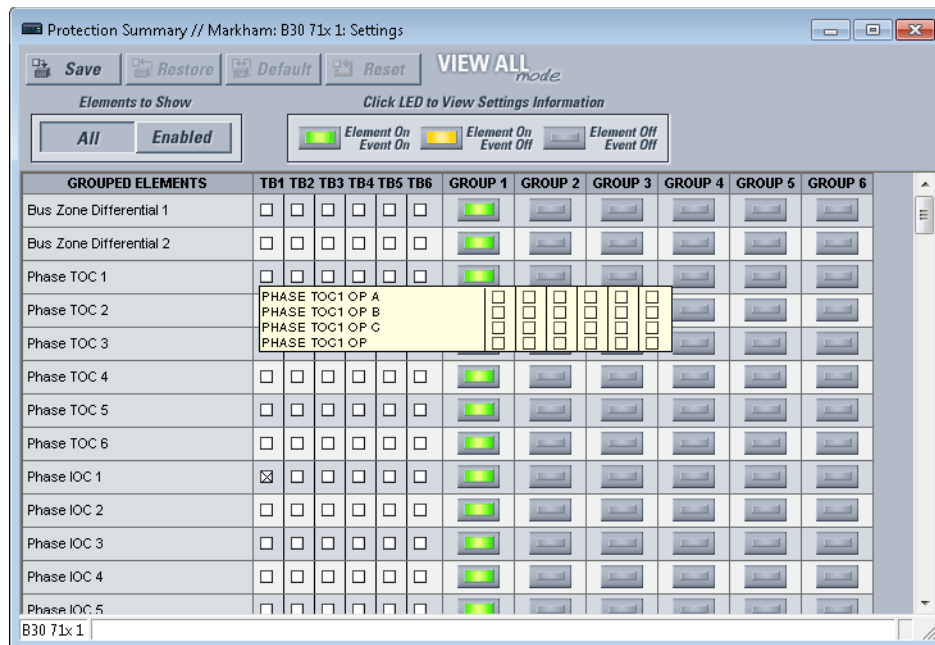 Protection Summary // Markham: B30 71x 1: Settings
Save Restore Default Reset VIEW ALL mode
Elements to Show Click LED to View Settings Information
All Enabled Element On Event On Element On Event Off Element Off Event Off
GROUPED ELEMENTS TB1 TB2 TB3 TB4 TB5 TB6 GROUP 1 GROUP 2 GROUP 3 GROUP 4 GROUP 5 GROUP 6
Bus Zone Differential 1
Bus Zone Differential 2
Phase TOC 1
PHASE TOC1 OP A
Phase TOC 2
PHASE TOC1 OP B
PHASE TOC1 OP C
Phase TOC 3
PHASE TOC1 OP
Phase TOC 4
Phase TOC 5
Phase TOC 6
Phase IOC 1
Phase IOC 2
Phase IOC 3
Phase IOC 4
Phase IOC 5
B30 71x 1